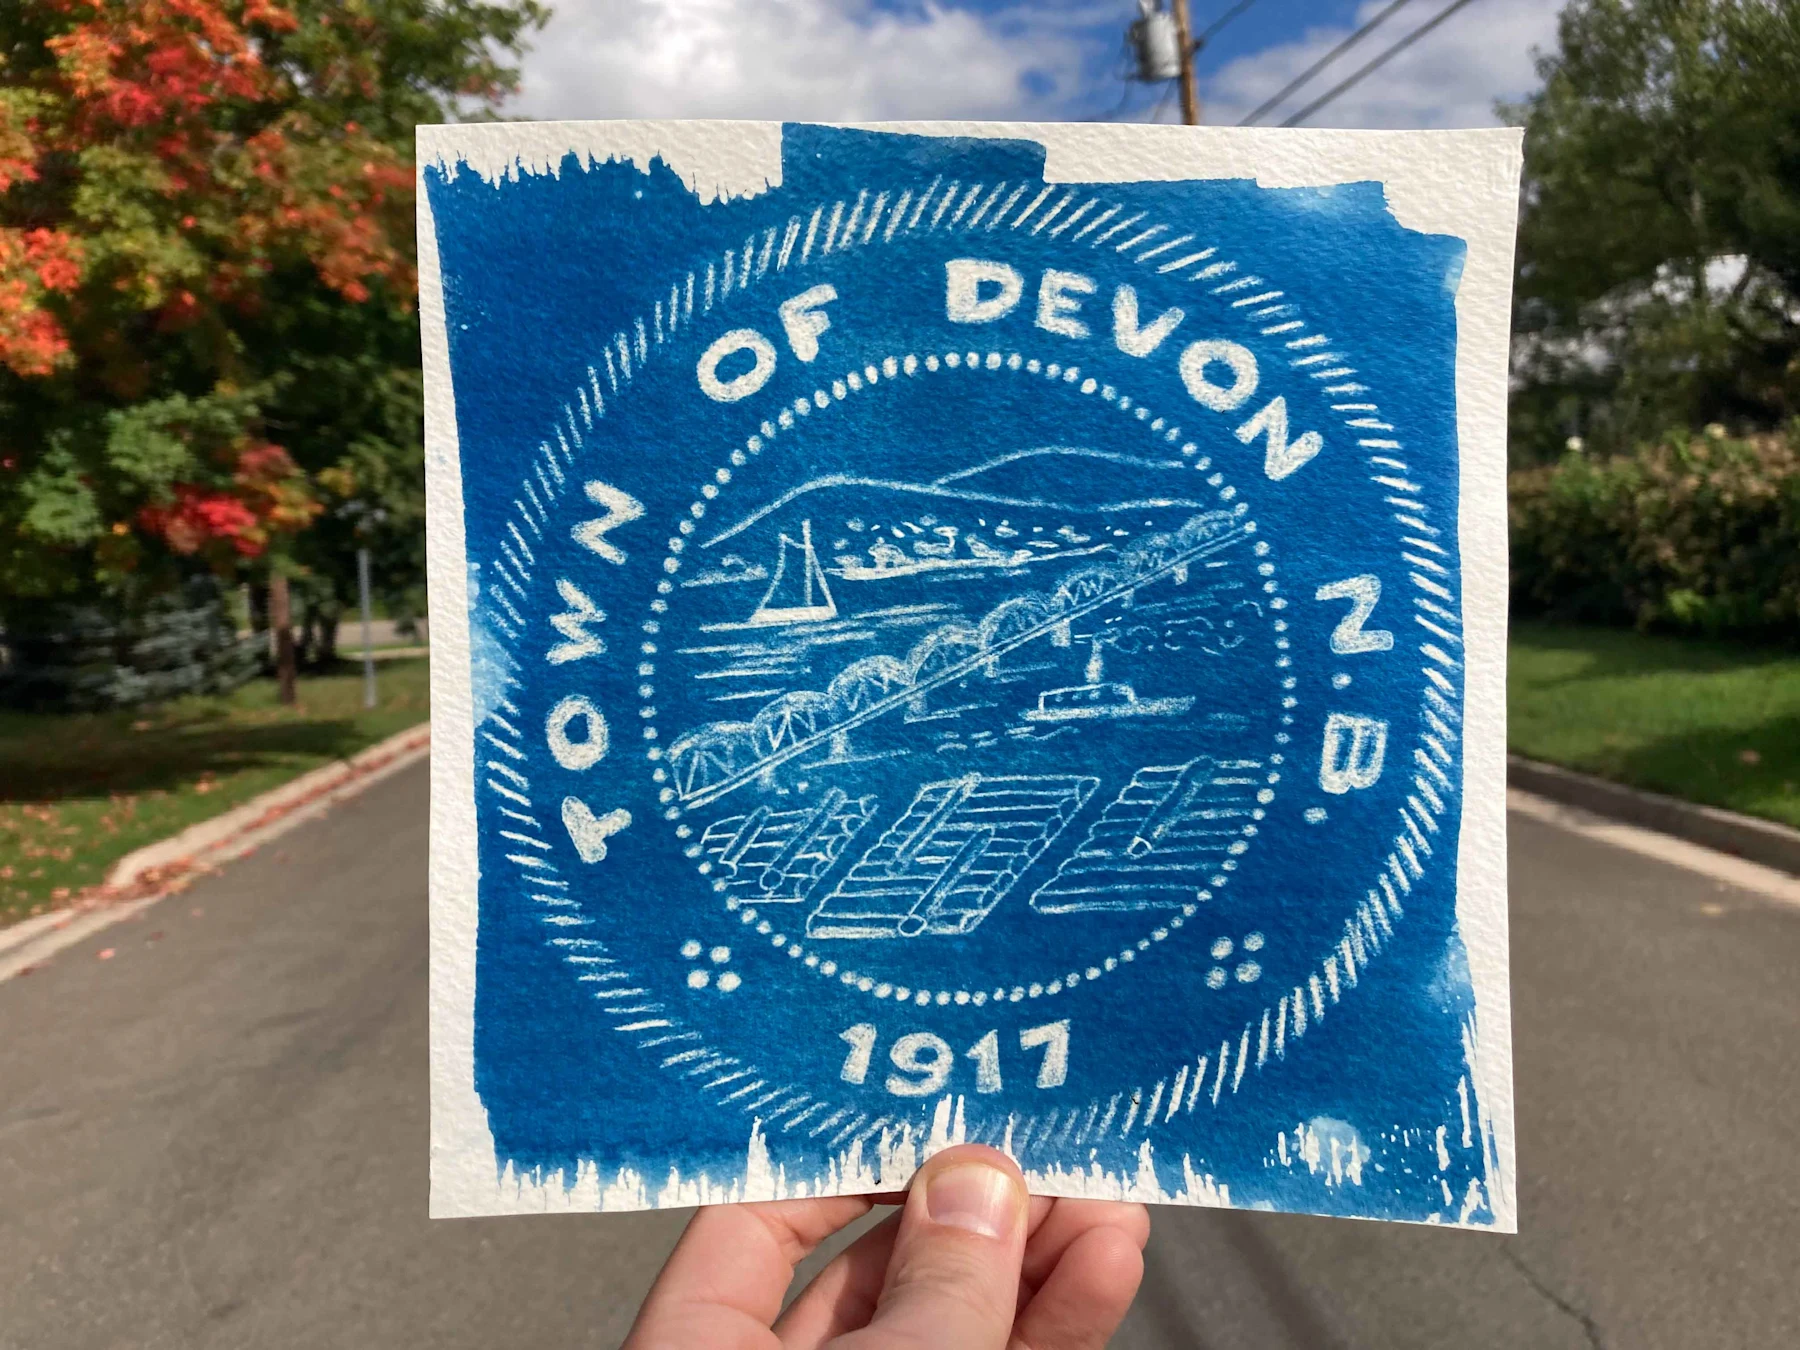 TOWN OF DEVON N.B.
1917